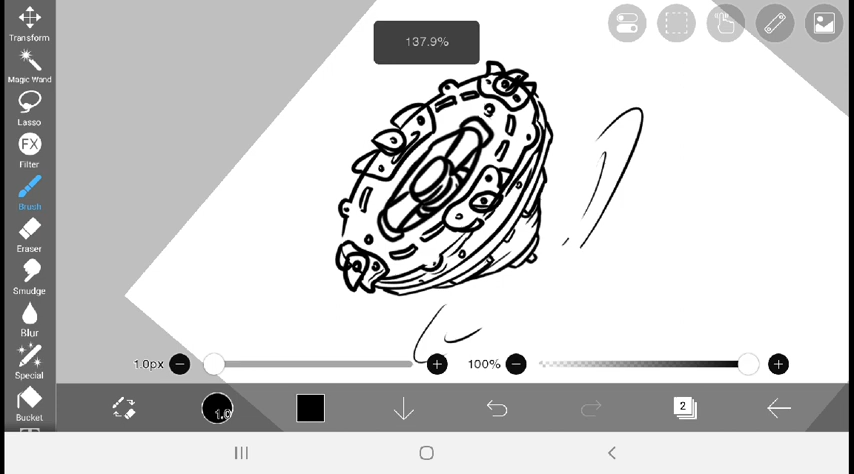 137.9%
Transform
Magic Wand
Lasso
FX
Filter
Brush
Eraser
Smudge
Blur
Special
Bucket
1.0px
100%
1.0
2